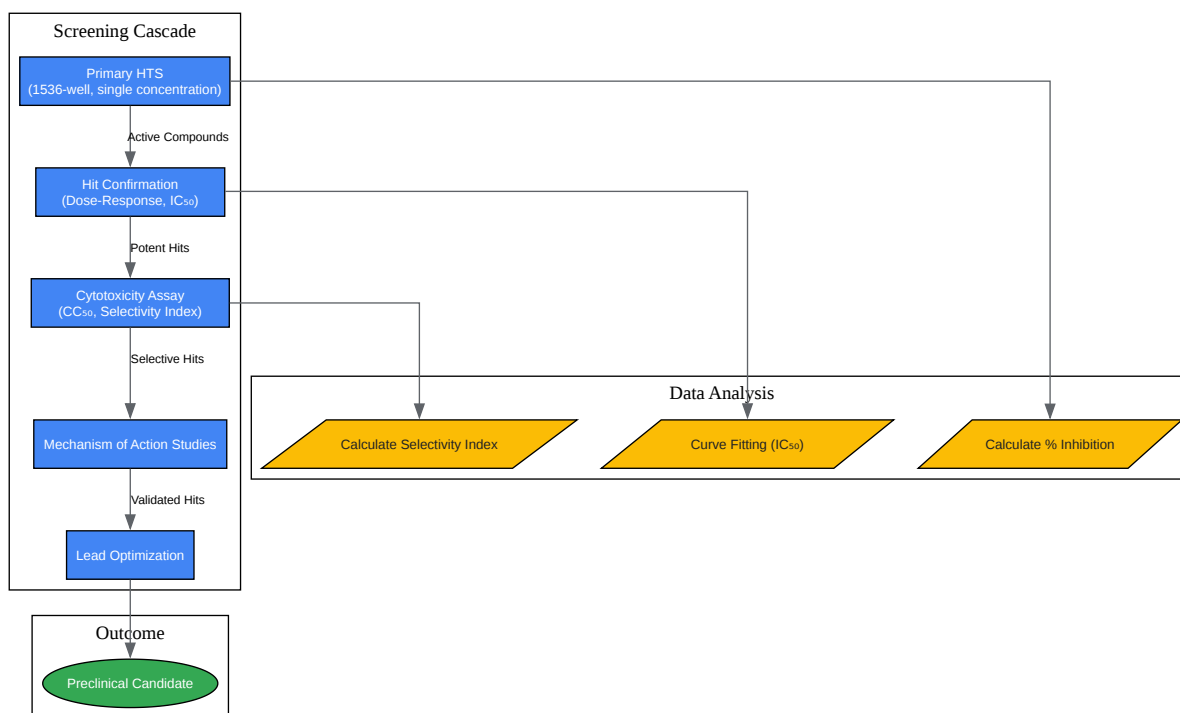 Screening Cascade
Primary HTS
(1536-well, single concentration)
Active Compounds
Hit Confirmation
(Dose-Response, IC₅₀)
Potent Hits
Cytotoxicity Assay
(CC₅₀, Selectivity Index)
Selective Hits
Mechanism of Action Studies
Validated Hits
Lead Optimization
Data Analysis
Calculate Selectivity Index
Curve Fitting (IC₅₀)
Calculate % Inhibition
Outcome
Preclinical Candidate